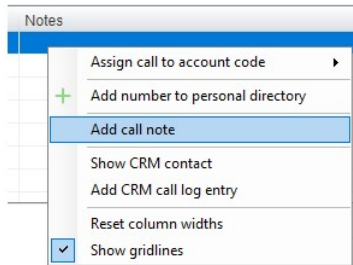 Notes
Assign call to account code
Add number to personal directory
Add call note
Show CRM contact
Add CRM call log entry
Reset column widths
Show gridlines